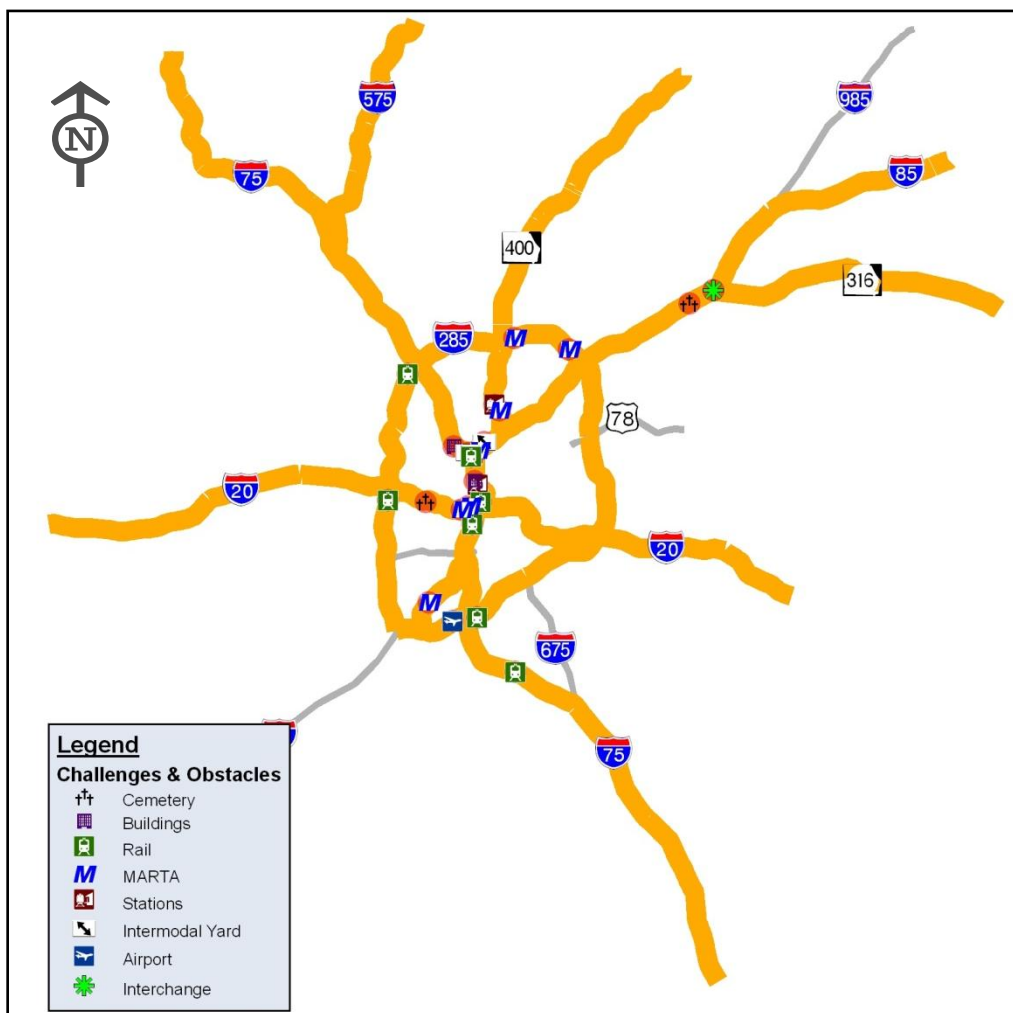 575
985
N
75
85
400
316
285
78
20
20
675
75
Legend
Challenges & Obstacles
Cemetery
Buildings
Rail
M MARTA
Stations
Intermodal Yard
Airport
Interchange
M
M
M
M
M
M
M